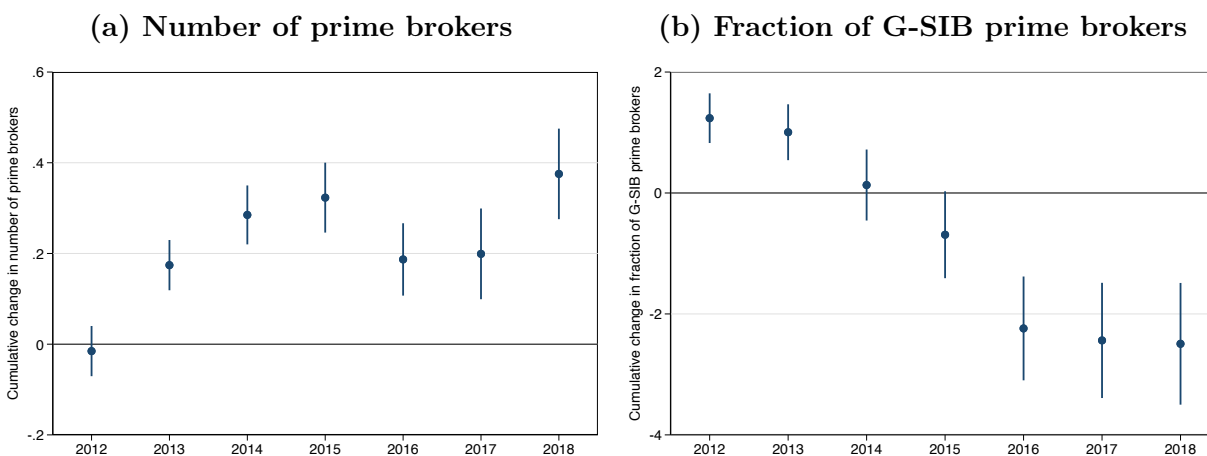 (a) Number of prime brokers
Cumulative change in number of prime brokers
.6
.4
.2
0
-.2
2012 2013 2014 2015 2016 2017 2018
(b) Fraction of G-SIB prime brokers
Cumulative change in fraction of G-SIB prime brokers
2
0
-2
-4
2012 2013 2014 2015 2016 2017 2018